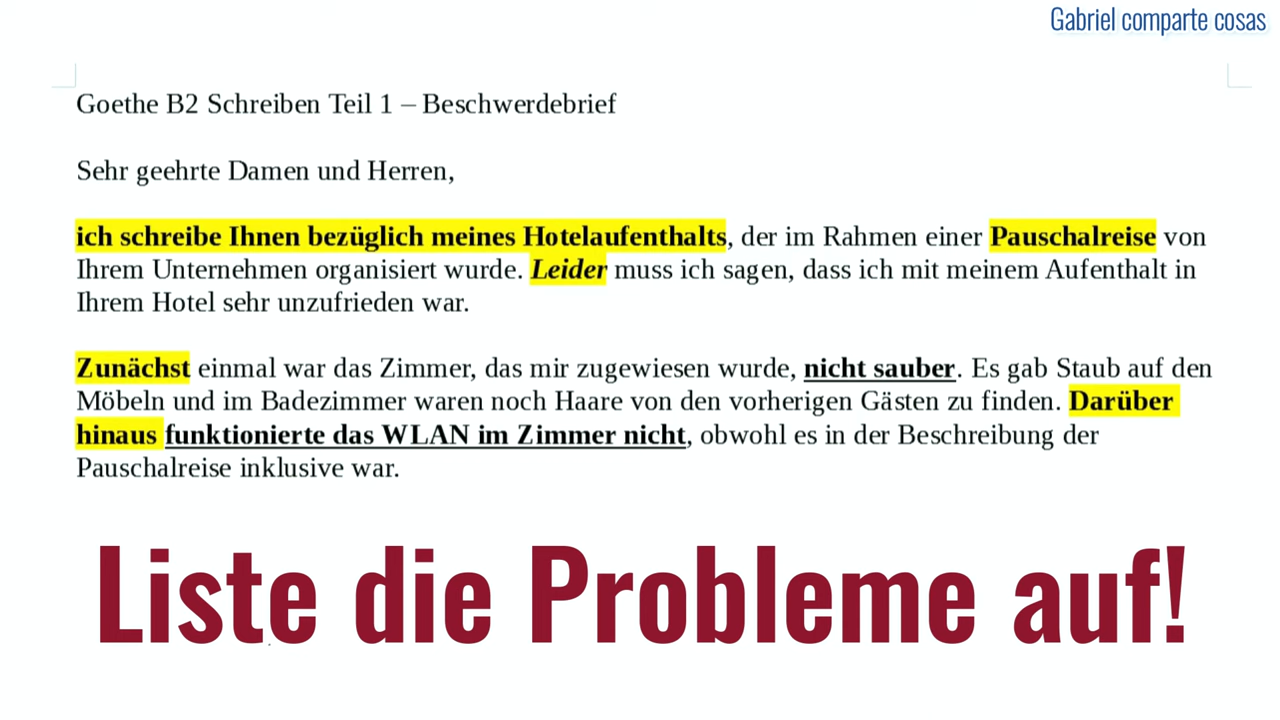 Gabriel comparte cosas
Goethe B2 Schreiben Teil 1 – Beschwerdebrief
Sehr geehrte Damen und Herren,
ich schreibe Ihnen bezüglich meines Hotelaufenthalts, der im Rahmen einer Pauschalreise von
Ihrem Unternehmen organisiert wurde. Leider muss ich sagen, dass ich mit meinem Aufenthalt in
Ihrem Hotel sehr unzufrieden war.
Zunächst einmal war das Zimmer, das mir zugewiesen wurde, nicht sauber. Es gab Staub auf den
Möbeln und im Badezimmer waren noch Haare von den vorherigen Gästen zu finden. Darüber
hinaus funktionierte das WLAN im Zimmer nicht, obwohl es in der Beschreibung der
Pauschalreise inklusive war.
Liste die Probleme auf!